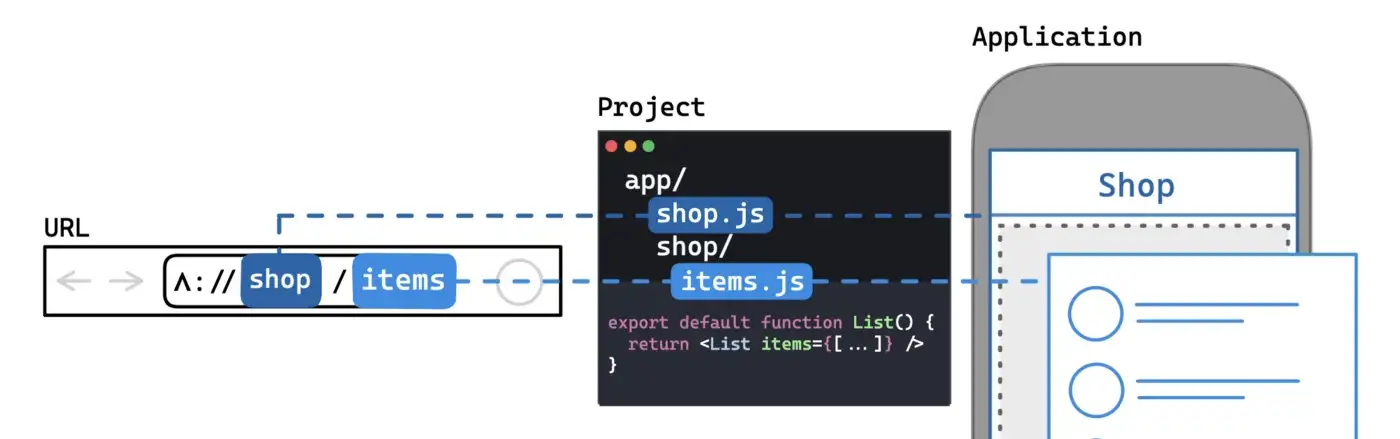 URL
Λ:// shop / items
Project
app/
shop.js
shop/
items.js
export default function List() {
return <List items={[...]} />
}
Application
Shop